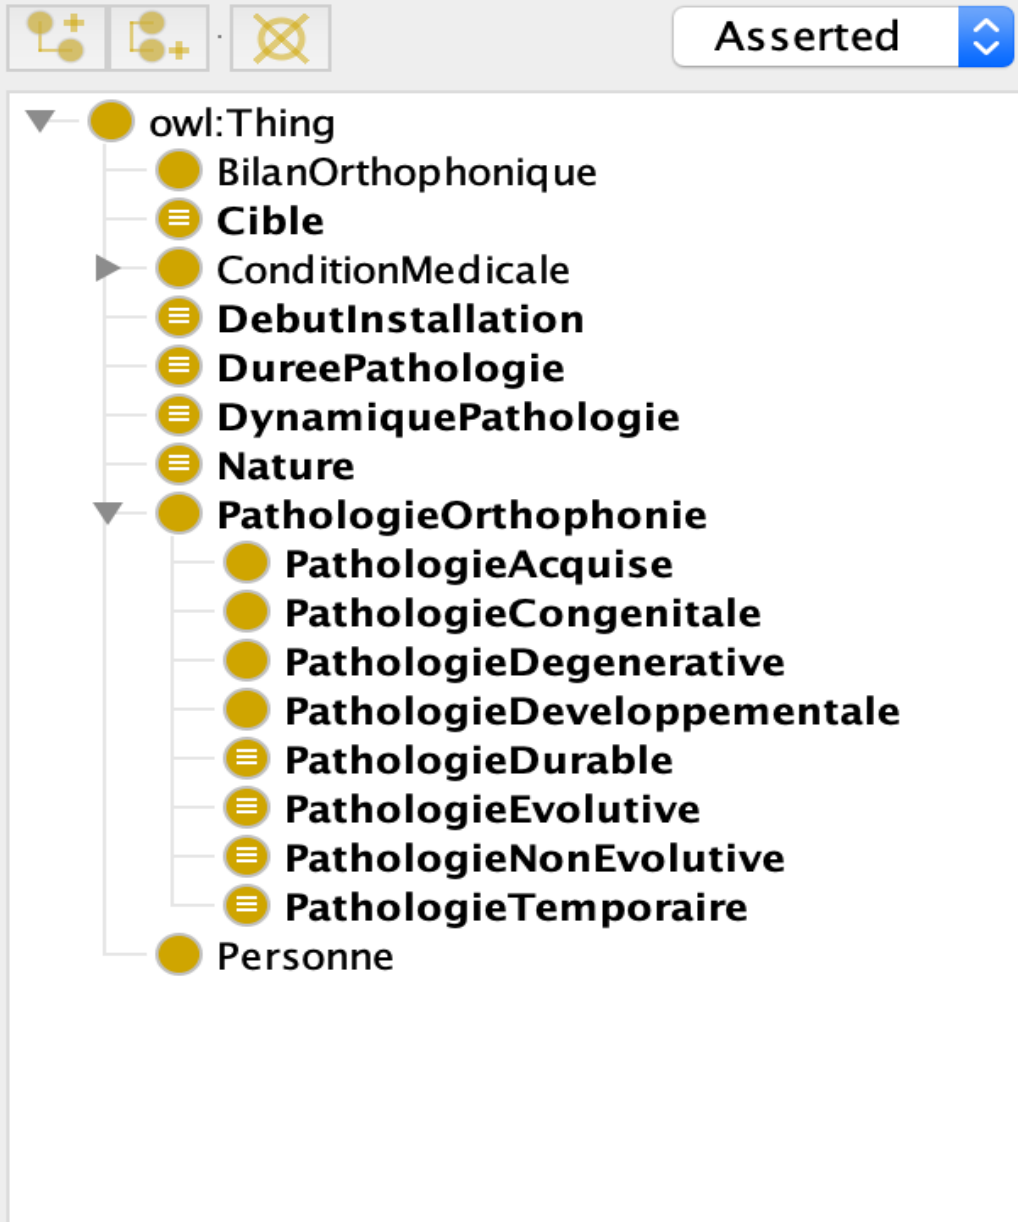 Asserted
owl:Thing
BilanOrthophonique
Cible
ConditionMedicale
DebutInstallation
DureePathologie
DynamiquePathologie
Nature
PathologieOrthophonie
PathologieAcquise
PathologieCongenitale
PathologieDegenerative
PathologieDeveloppementale
PathologieDurable
PathologieEvolutive
PathologieNonEvolutive
PathologieTemporaire
Personne